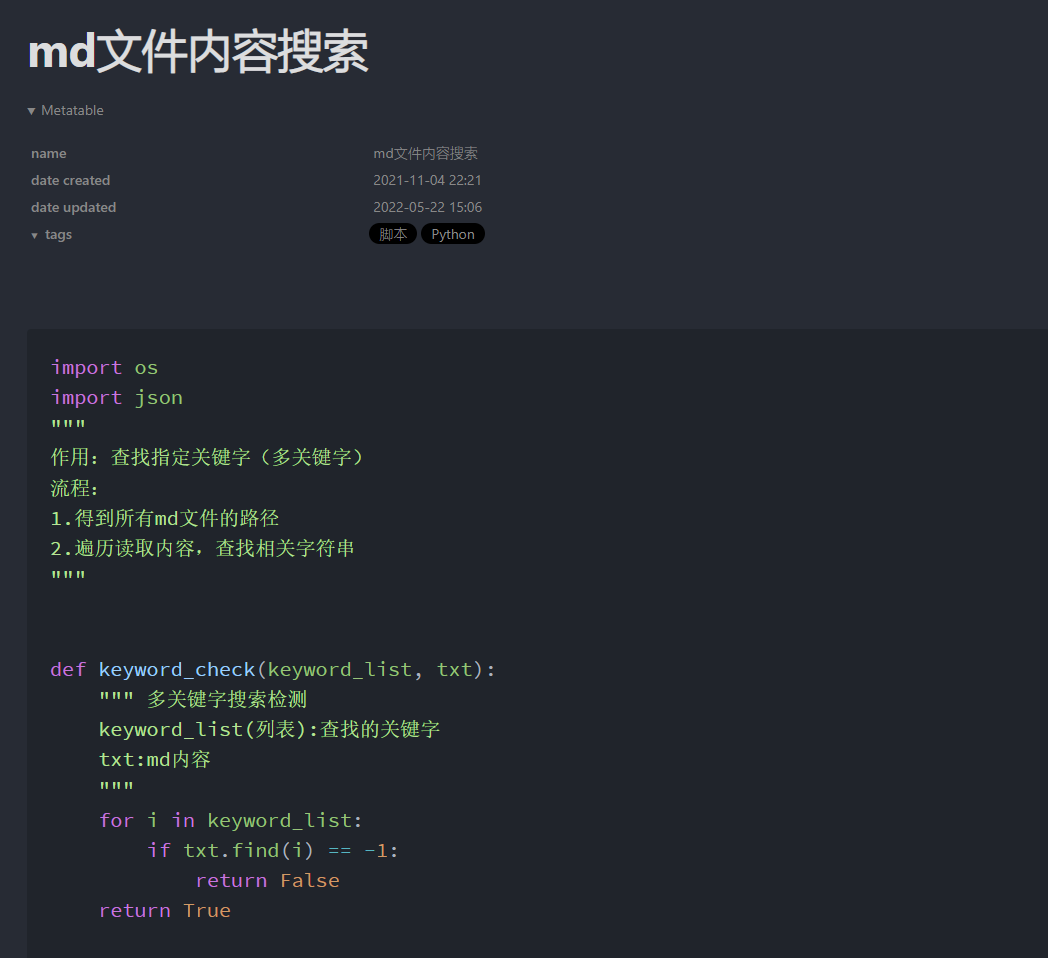 md文件内容搜索
▼ Metatable
name md文件内容搜索
date created 2021-11-04 22:21
date updated 2022-05-22 15:06
▼ tags 脚本 Python
import os
import json
"""
作用：查找指定关键字（多关键字）
流程：
1.得到所有md文件的路径
2.遍历读取内容，查找相关字符串
"""
def keyword_check(keyword_list, txt):
    """ 多关键字搜索检测
    keyword_list(列表):查找的关键字
    txt:md内容
    """
    for i in keyword_list:
        if txt.find(i) == -1:
            return False
    return True